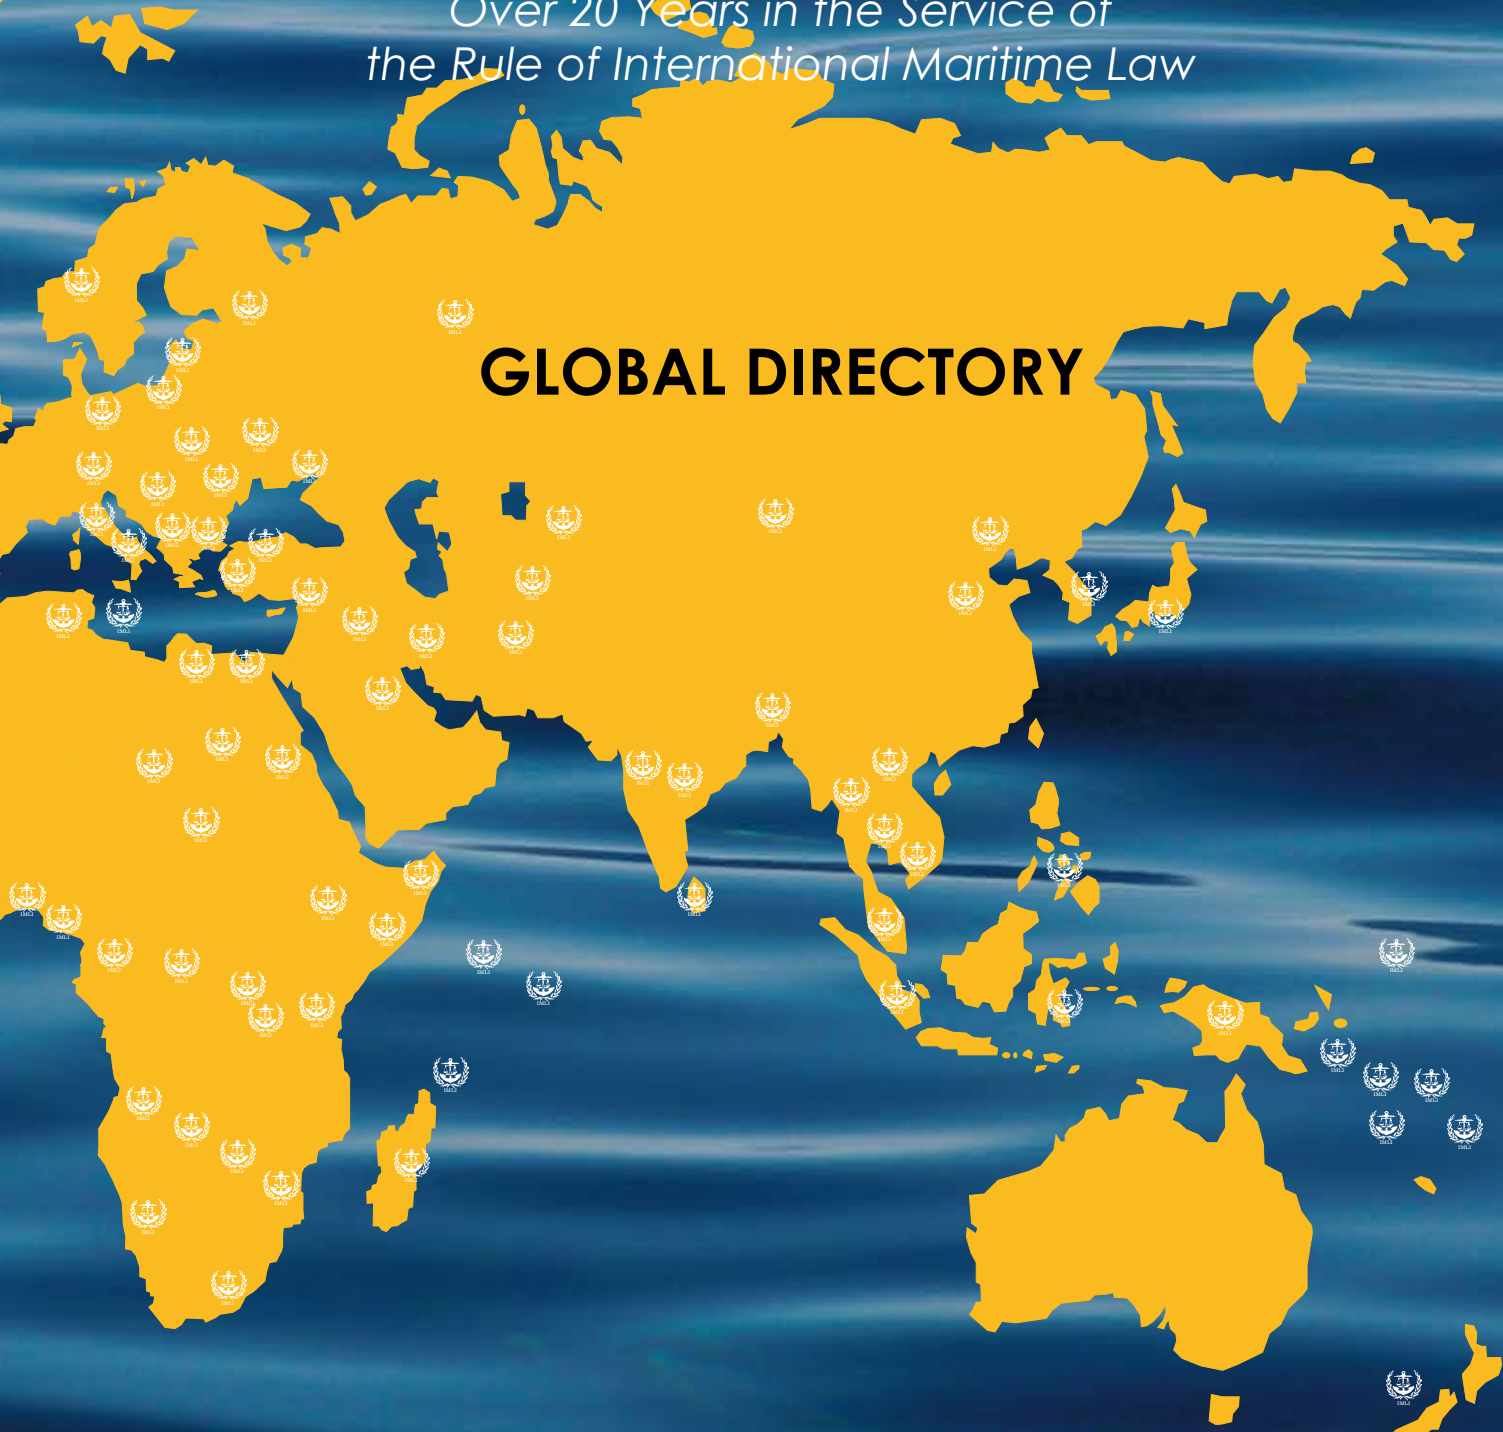 Over 20 Years in the Service of
the Rule of International Maritime Law
GLOBAL DIRECTORY